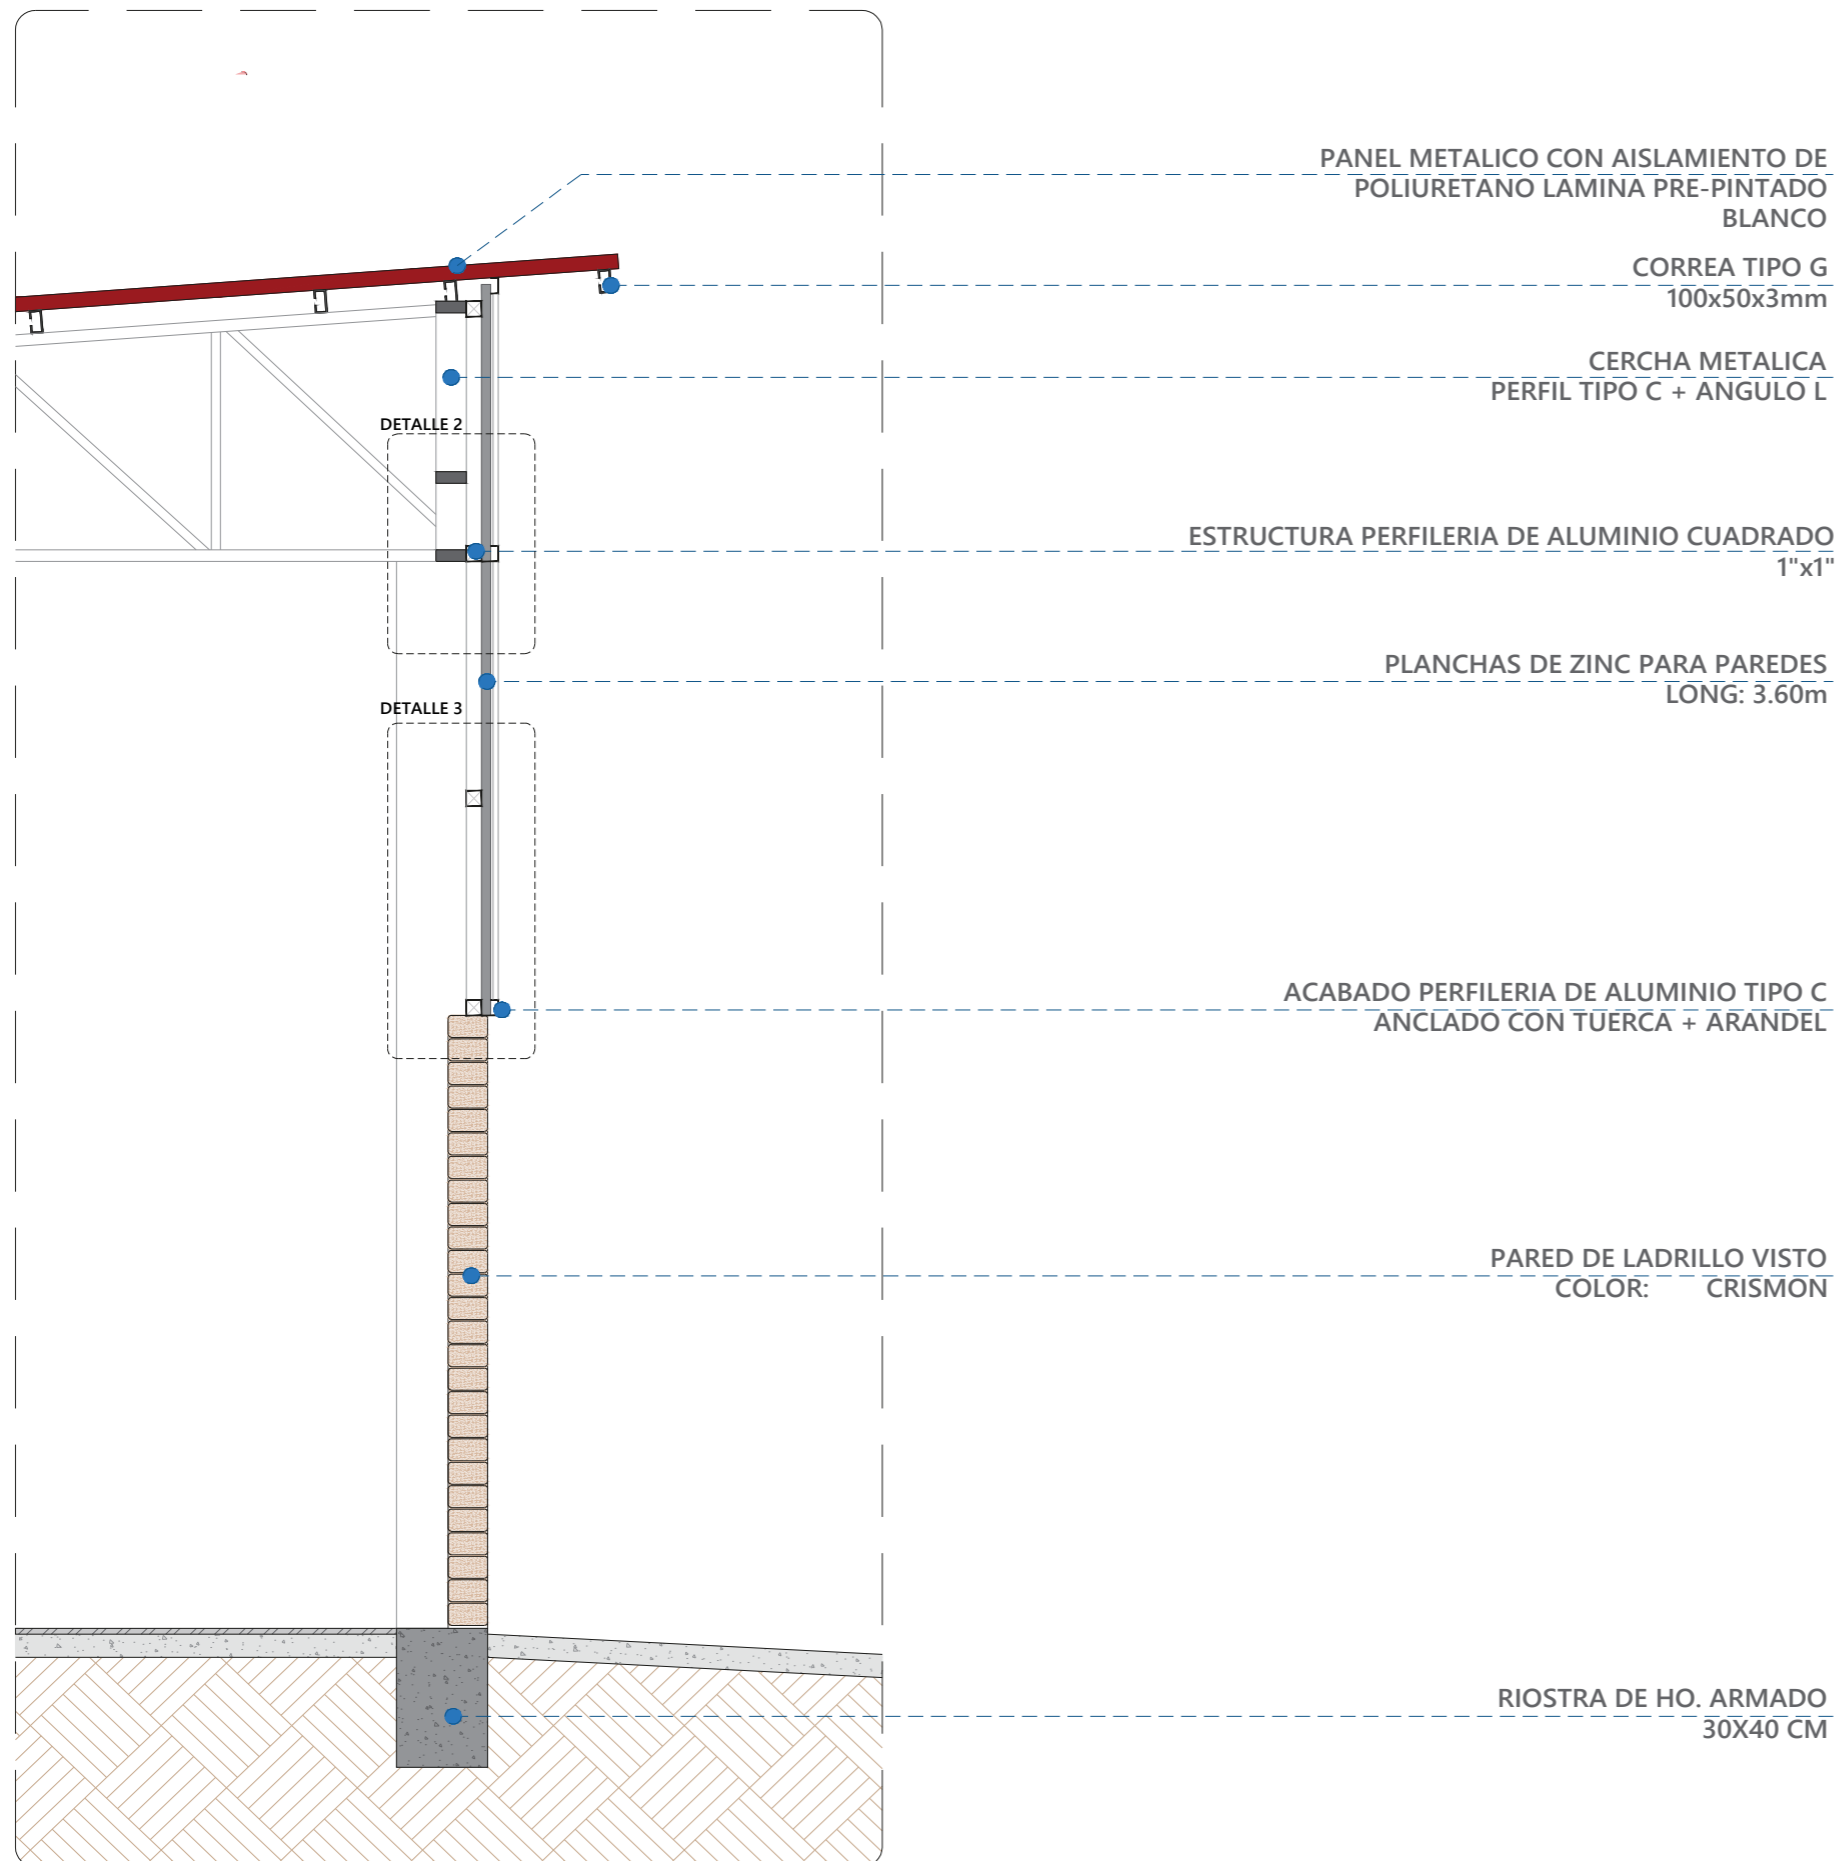 PANEL METALICO CON AISLAMIENTO DE
POLIURETANO LAMINA PRE-PINTADO
BLANCO
CORREA TIPO G
100x50x3mm
CERCHA METALICA
PERFIL TIPO C + ANGULO L
DETALLE 2
ESTRUCTURA PERFILERIA DE ALUMINIO CUADRADO
1"x1"
PLANCHAS DE ZINC PARA PAREDES
LONG: 3.60m
DETALLE 3
ACABADO PERFILERIA DE ALUMINIO TIPO C
ANCLADO CON TUERCA + ARANDEL
PARED DE LADRILLO VISTO
COLOR: CRISMON
RIOSTRA DE HO. ARMADO
30X40 CM